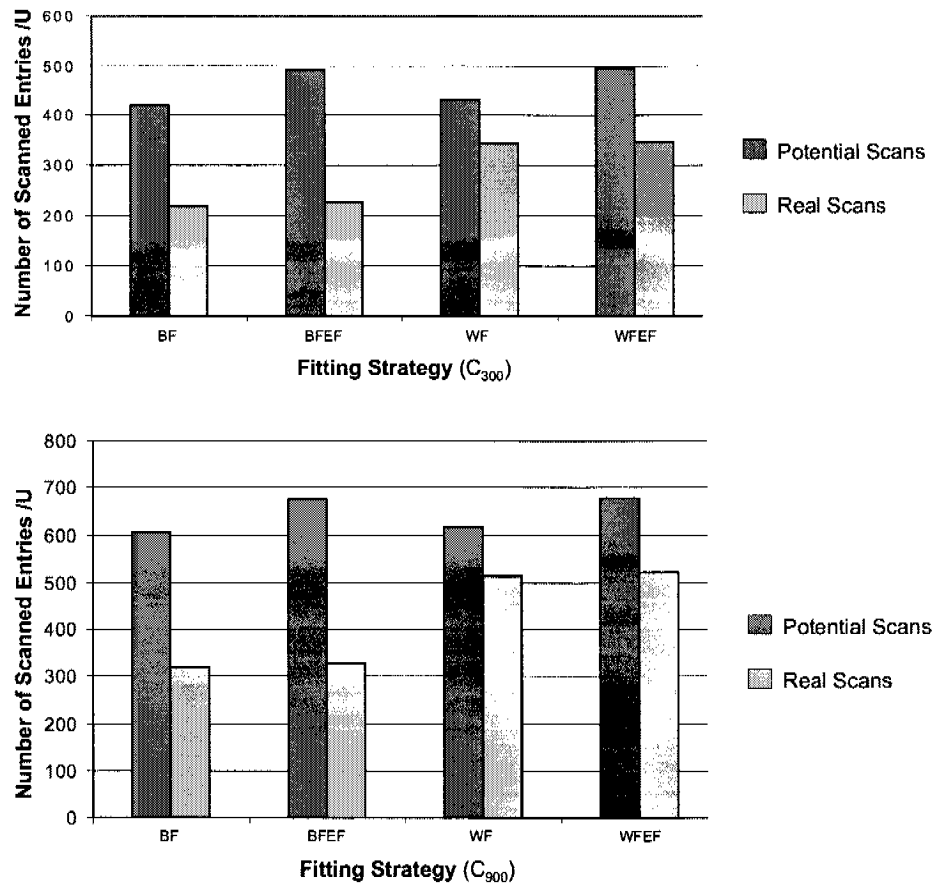 Number of Scanned Entries /U
600
500
400
300
200
100
0
BF
BFEF
WF
WFEF
Fitting Strategy (C300)
Potential Scans
Real Scans
Number of Scanned Entries /U
800
700
600
500
400
300
200
100
0
BF
BFEF
WF
WFEF
Fitting Strategy (C900)
Potential Scans
Real Scans